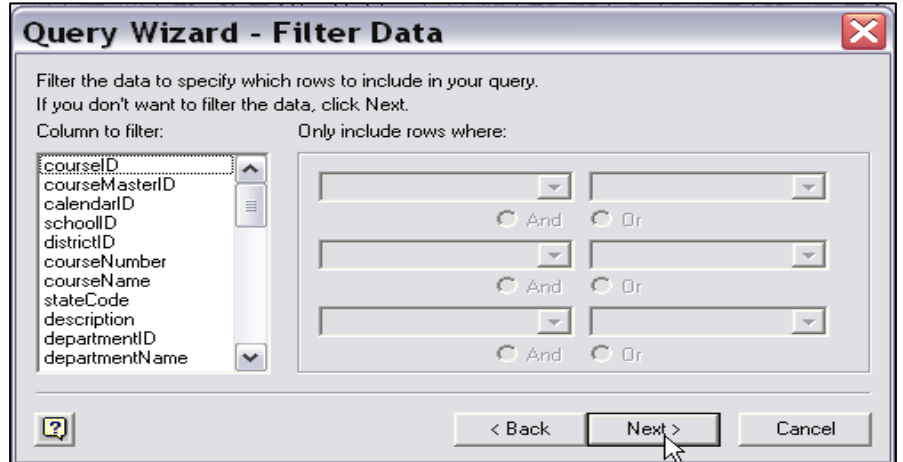 Query Wizard - Filter Data
Filter the data to specify which rows to include in your query.
If you don't want to filter the data, click Next.
Column to filter:
Only include rows where:
courseID
courseMasterID
calendarID
schoolID
districtID
courseNumber
courseName
stateCode
description
departmentID
departmentName
And Or
And Or
And Or
< Back Next > Cancel